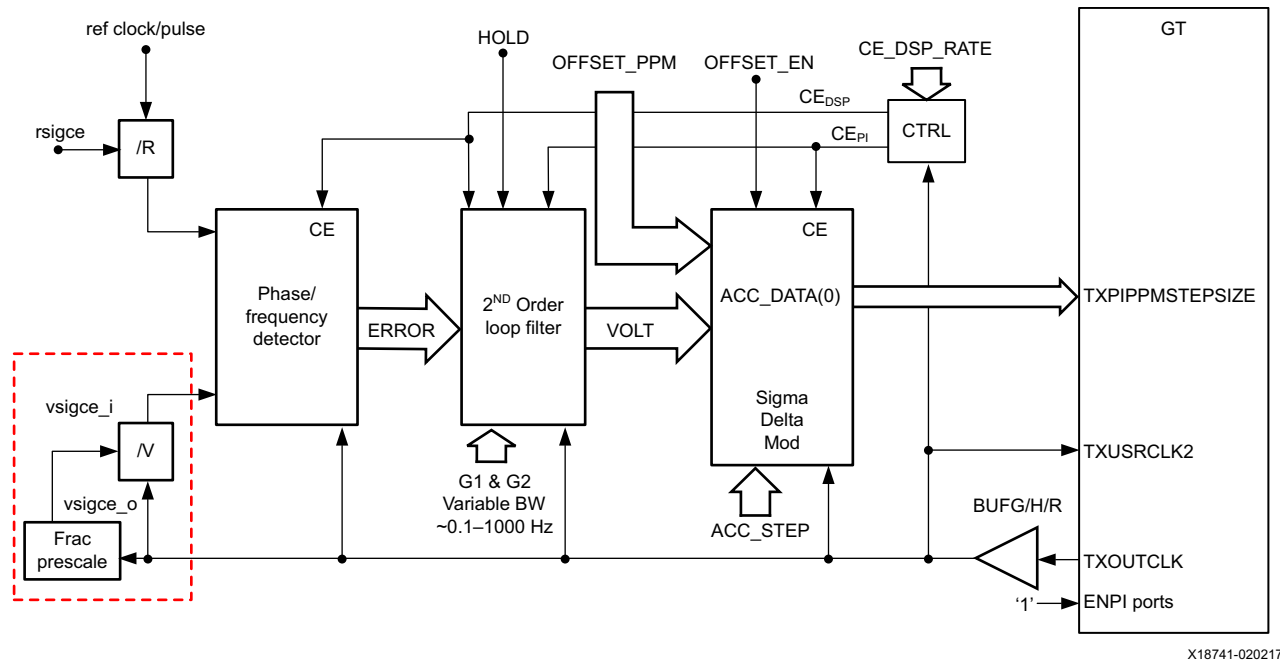 ref clock/pulse
HOLD
OFFSET_PPM
OFFSET_EN
CE_DSP_RATE
GT
rsigce
/R
CEDSP
CEPI
CTRL
CE
Phase/
frequency
detector
ERROR
2ND Order
loop filter
VOLT
CE
ACC_DATA(0)
Sigma
Delta
Mod
TXPIPPMSTEPSIZE
vsigce_i
/V
vsigce_o
Frac
prescale
G1 & G2
Variable BW
~0.1–1000 Hz
ACC_STEP
BUFG/H/R
TXUSRCLK2
TXOUTCLK
'1'
ENPI ports
X18741-020217